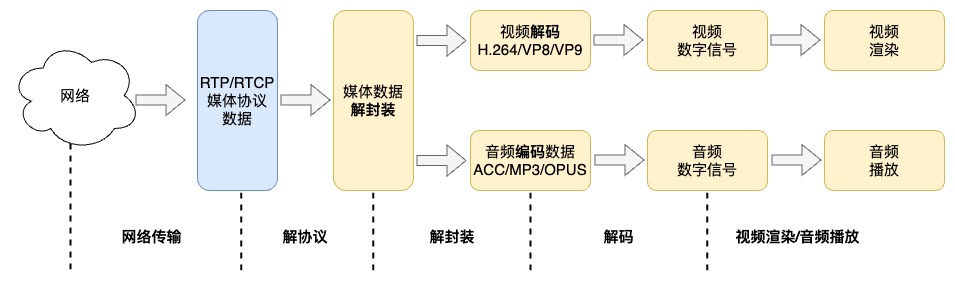 网络
RTP/RTCP
媒体协议
数据
媒体数据
解封装
视频解码
H.264/VP8/VP9
视频
数字信号
视频
渲染
音频编码数据
ACC/MP3/OPUS
音频
数字信号
音频
播放
网络传输
解协议
解封装
解码
视频渲染/音频播放